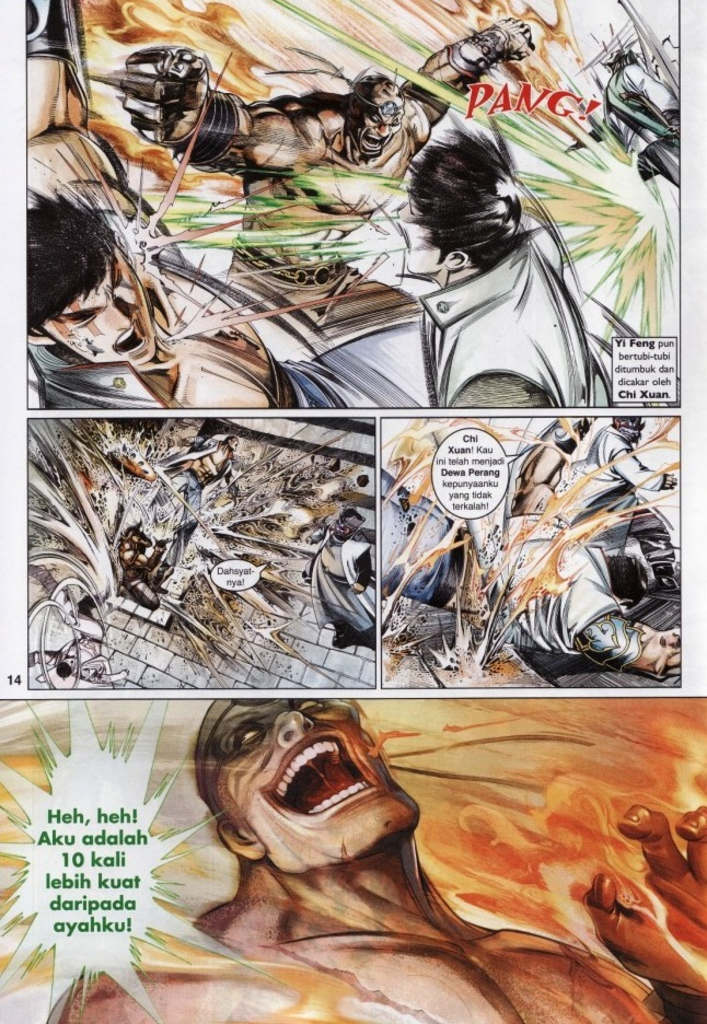 PANG!
Yi Feng pun
bertubi-tubi
ditumbuk dan
dicakar oleh
Chi Xuan.
Dahsyat-
nya!
Chi
Xuan! Kau
ini telah menjadi
Dewa Perang
kepunyaanku
yang tidak
terkalah!
14
Heh, heh!
Aku adalah
10 kali
lebih kuat
daripada
ayahku!